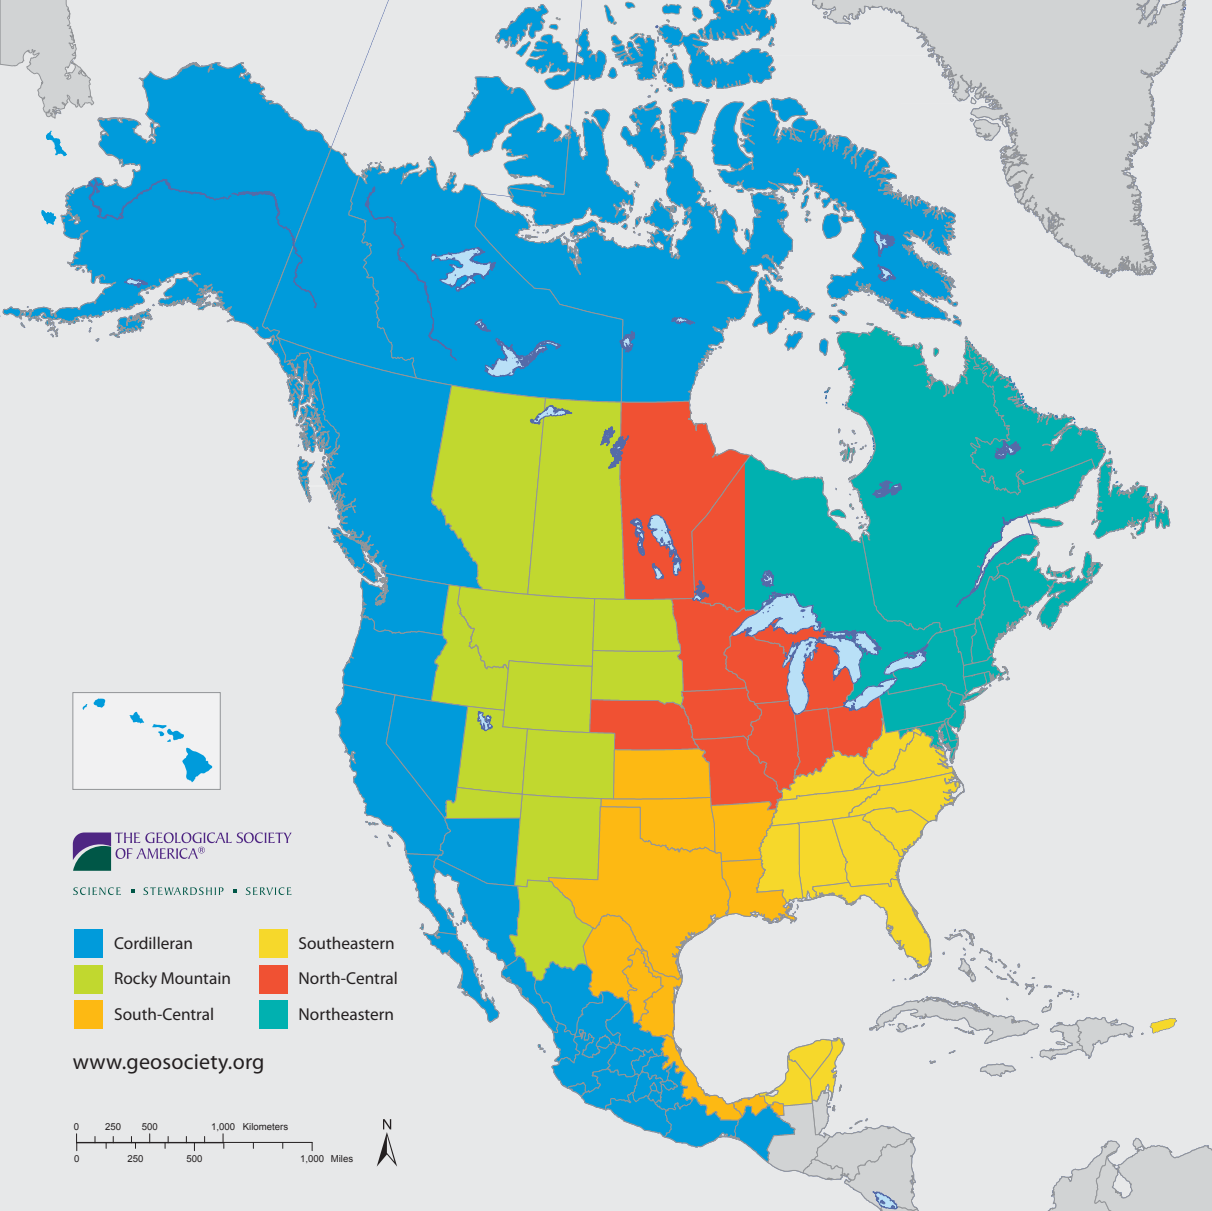 THE GEOLOGICAL SOCIETY
OF AMERICA®
SCIENCE ▪ STEWARDSHIP ▪ SERVICE
Cordilleran
Rocky Mountain
South-Central
Southeastern
North-Central
Northeastern
www.geosociety.org
0 250 500 1,000 Kilometers
0 250 500 1,000 Miles
N